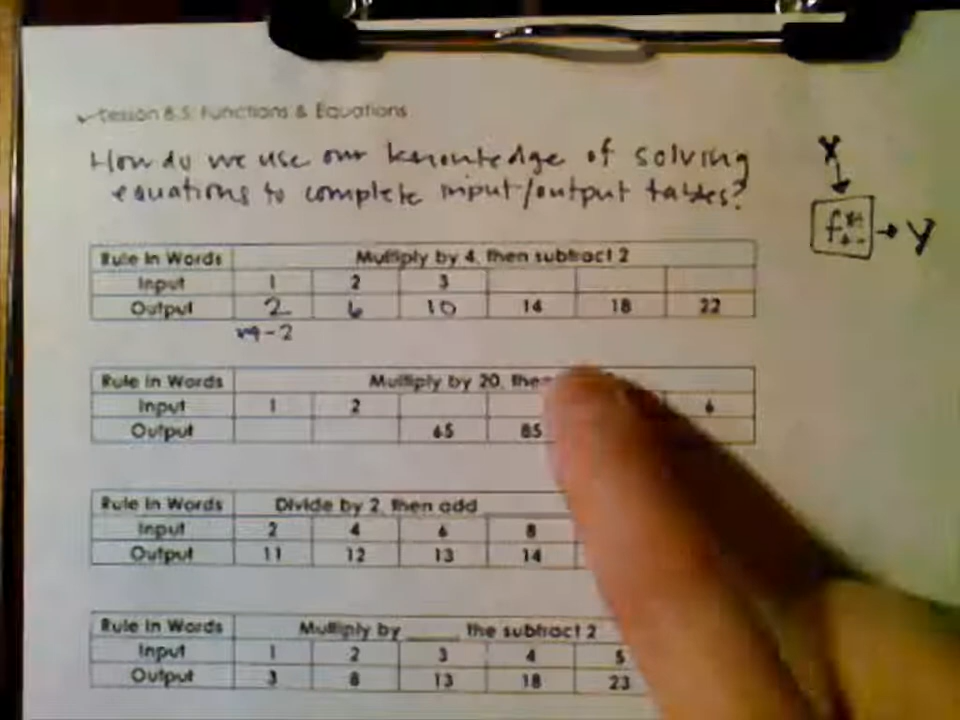 Lesson 8.5: Functions & Equations
How do we use our knowledge of solving
equations to complete input/output tables?
X
f
y
Rule In Words Multiply by 4, then subtract 2
Input 1 2 3
Output 2 6 10 14 18 22
Rule In Words Multiply by 20, then
Input 1 2 6
Output 65 85
Rule In Words Divide by 2, then add ____
Input 2 4 6 8
Output 11 12 13 14
Rule In Words Multiply by ____ the subtract 2
Input 1 2 3 4 5
Output 3 8 13 18 23